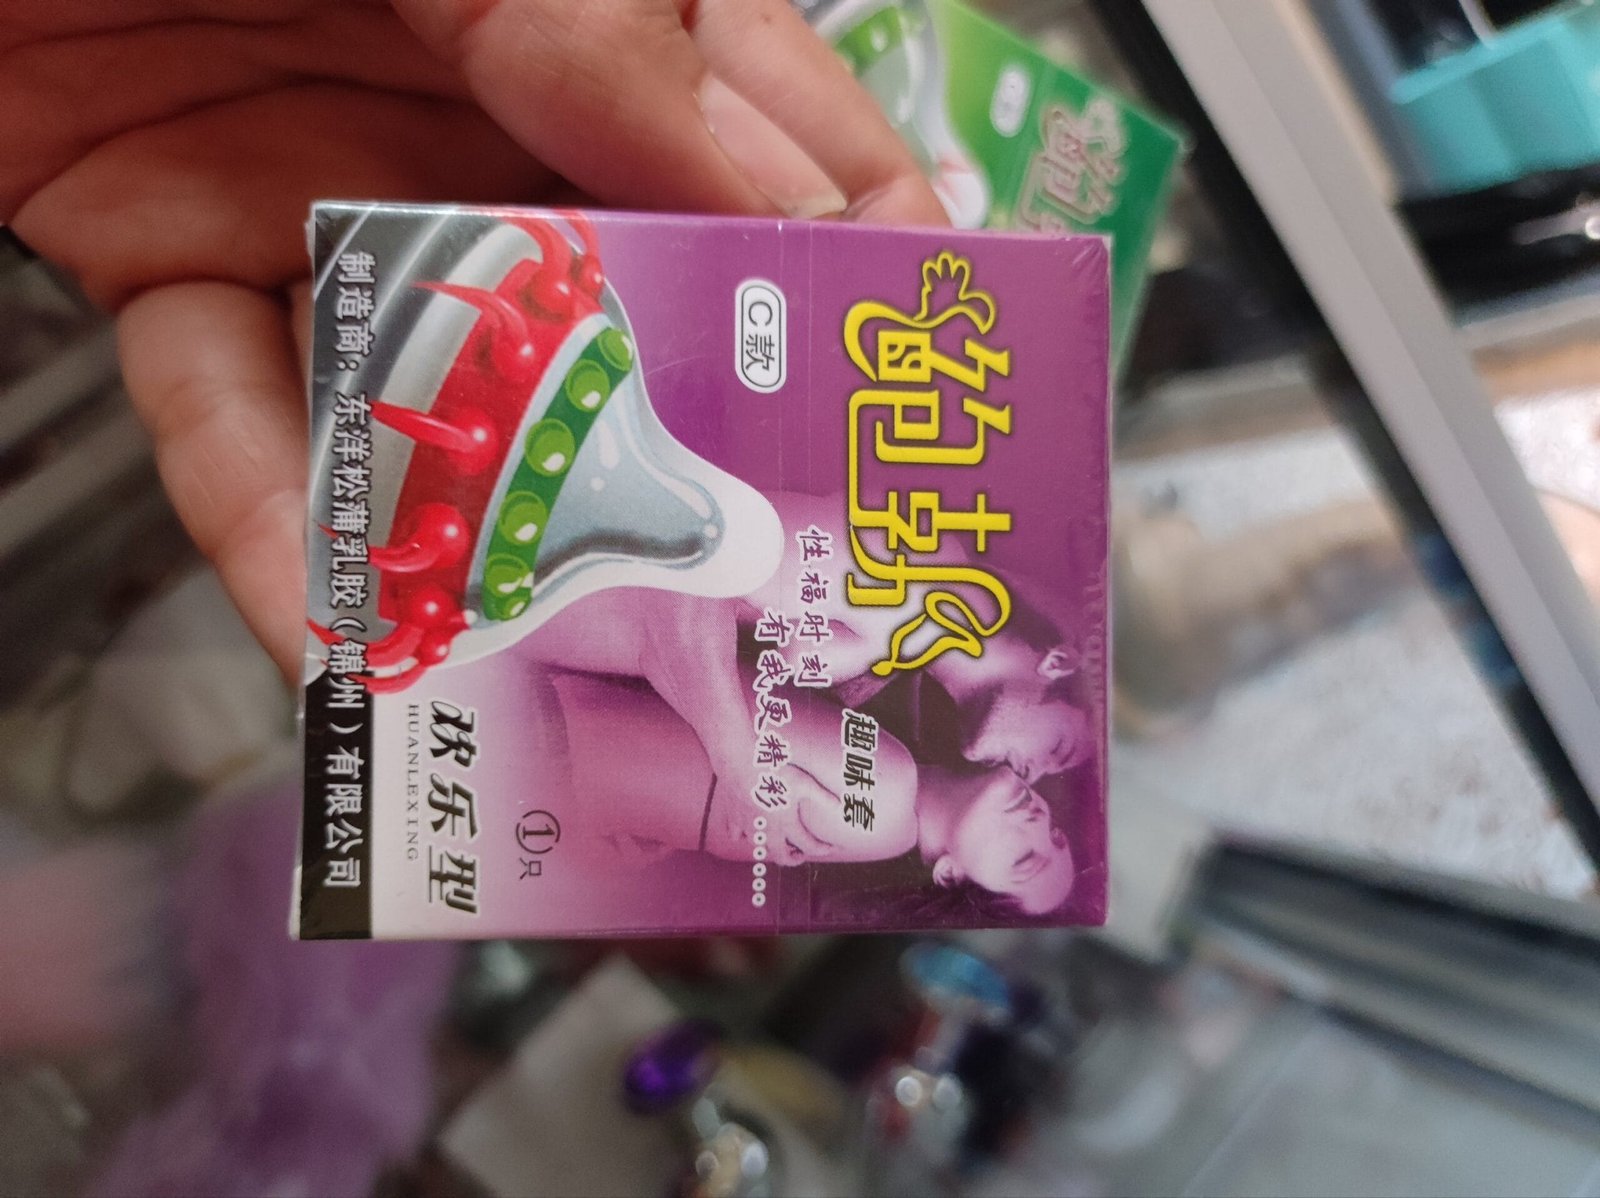 C款
趣味套
性福时刻
有我更精彩。。。。。。
欢乐型
HUANLEXING
1只
制造商：东洋松蒲乳胶（锦州）有限公司